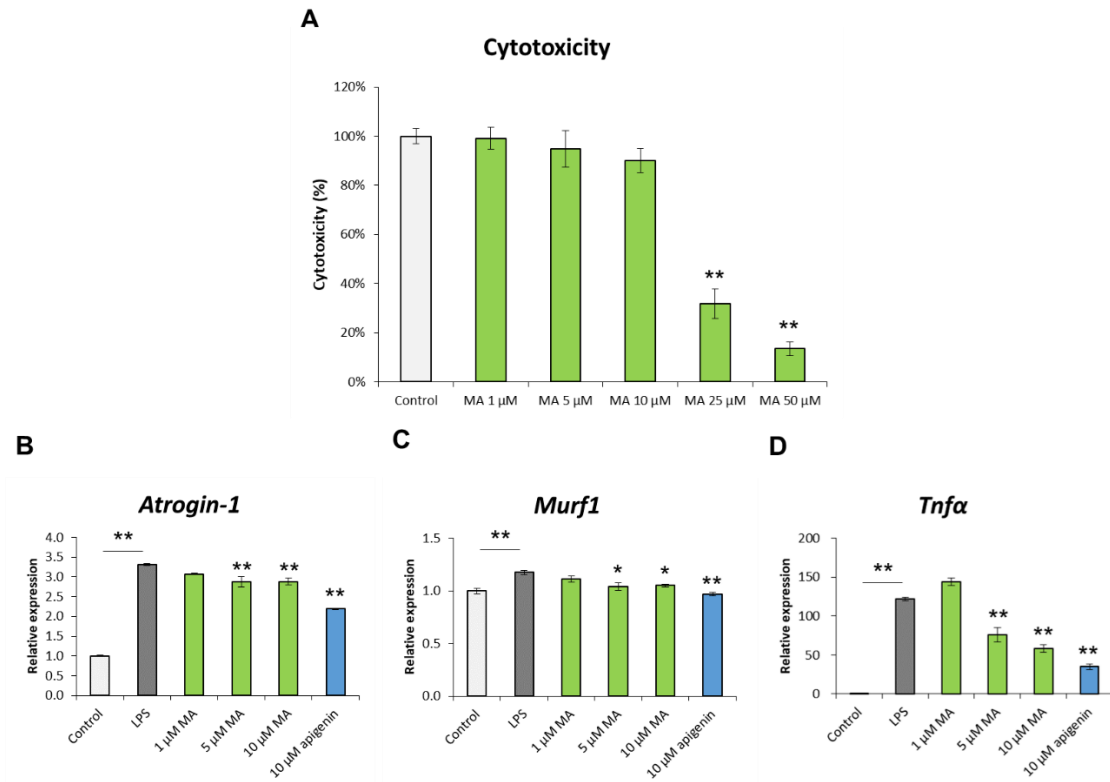 A
Cytotoxicity
Cytotoxicity (%)
120%
100%
80%
60%
40%
20%
0%
**
**
Control MA 1 µM MA 5 µM MA 10 µM MA 25 µM MA 50 µM
B
Atrogin-1
Relative expression
4.0
3.5
3.0
2.5
2.0
1.5
1.0
0.5
0.0
**
**
**
**
Control
LPS
1 µM MA
5 µM MA
10 µM MA
10 µM apigenin
C
Murf1
Relative expression
1.5
1.0
0.5
0.0
**
*
*
**
Control
LPS
1 µM MA
5 µM MA
10 µM MA
10 µM apigenin
D
Tnfα
Relative expression
200
150
100
50
0
**
**
**
**
Control
LPS
1 µM MA
5 µM MA
10 µM MA
10 µM apigenin